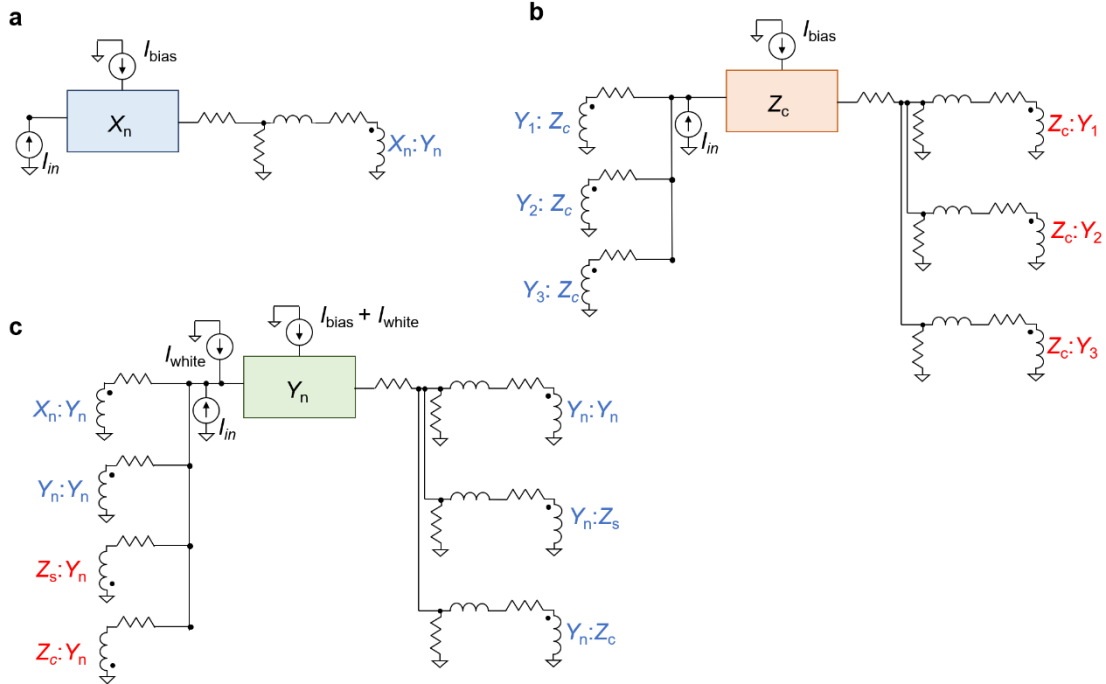 a
I_bias
X_n
I_in
X_n:Y_n
b
I_bias
Z_c
Y_1: Z_c
I_in
Z_c:Y_1
Y_2: Z_c
Z_c:Y_2
Y_3: Z_c
Z_c:Y_3
c
I_bias + I_white
I_white
Y_n
X_n:Y_n
I_in
Y_n:Y_n
Y_n:Y_n
Y_n:Z_s
Z_s:Y_n
Z_c:Y_n
Y_n:Z_c